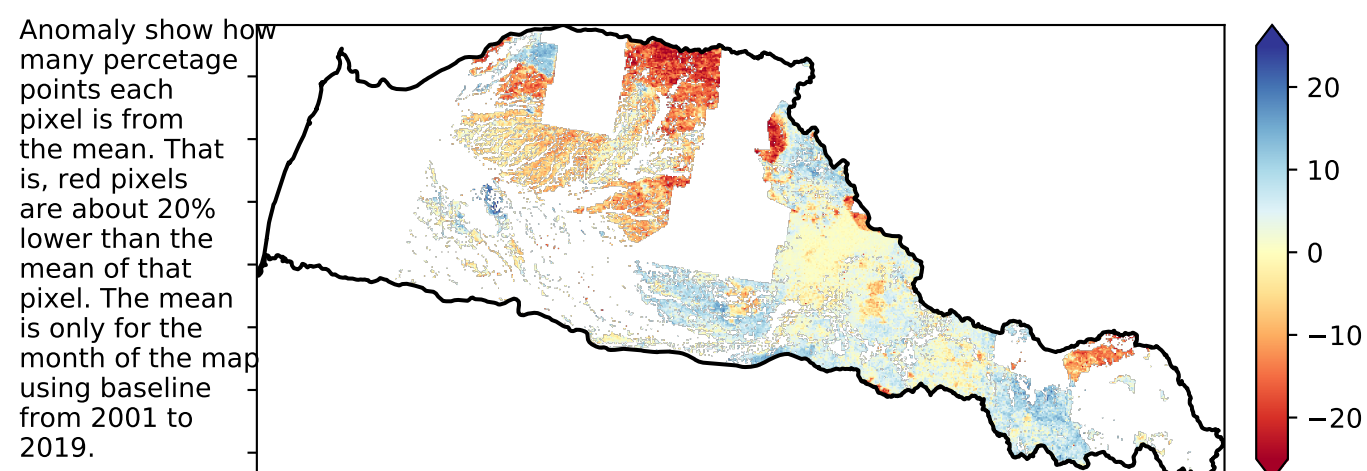 Anomaly show how
many percetage
points each
pixel is from
the mean. That
is, red pixels
are about 20%
lower than the
mean of that
pixel. The mean
is only for the
month of the map
using baseline
from 2001 to
2019.
20
10
0
−10
−20